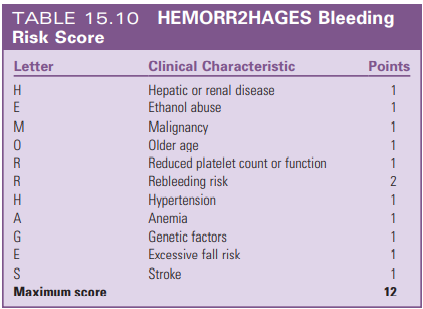 TABLE 15.10 HEMORR2HAGES Bleeding
Risk Score
Letter Clinical Characteristic Points
H Hepatic or renal disease 1
E Ethanol abuse 1
M Malignancy 1
O Older age 1
R Reduced platelet count or function 1
R Rebleeding risk 2
H Hypertension 1
A Anemia 1
G Genetic factors 1
E Excessive fall risk 1
S Stroke 1
Maximum score 12